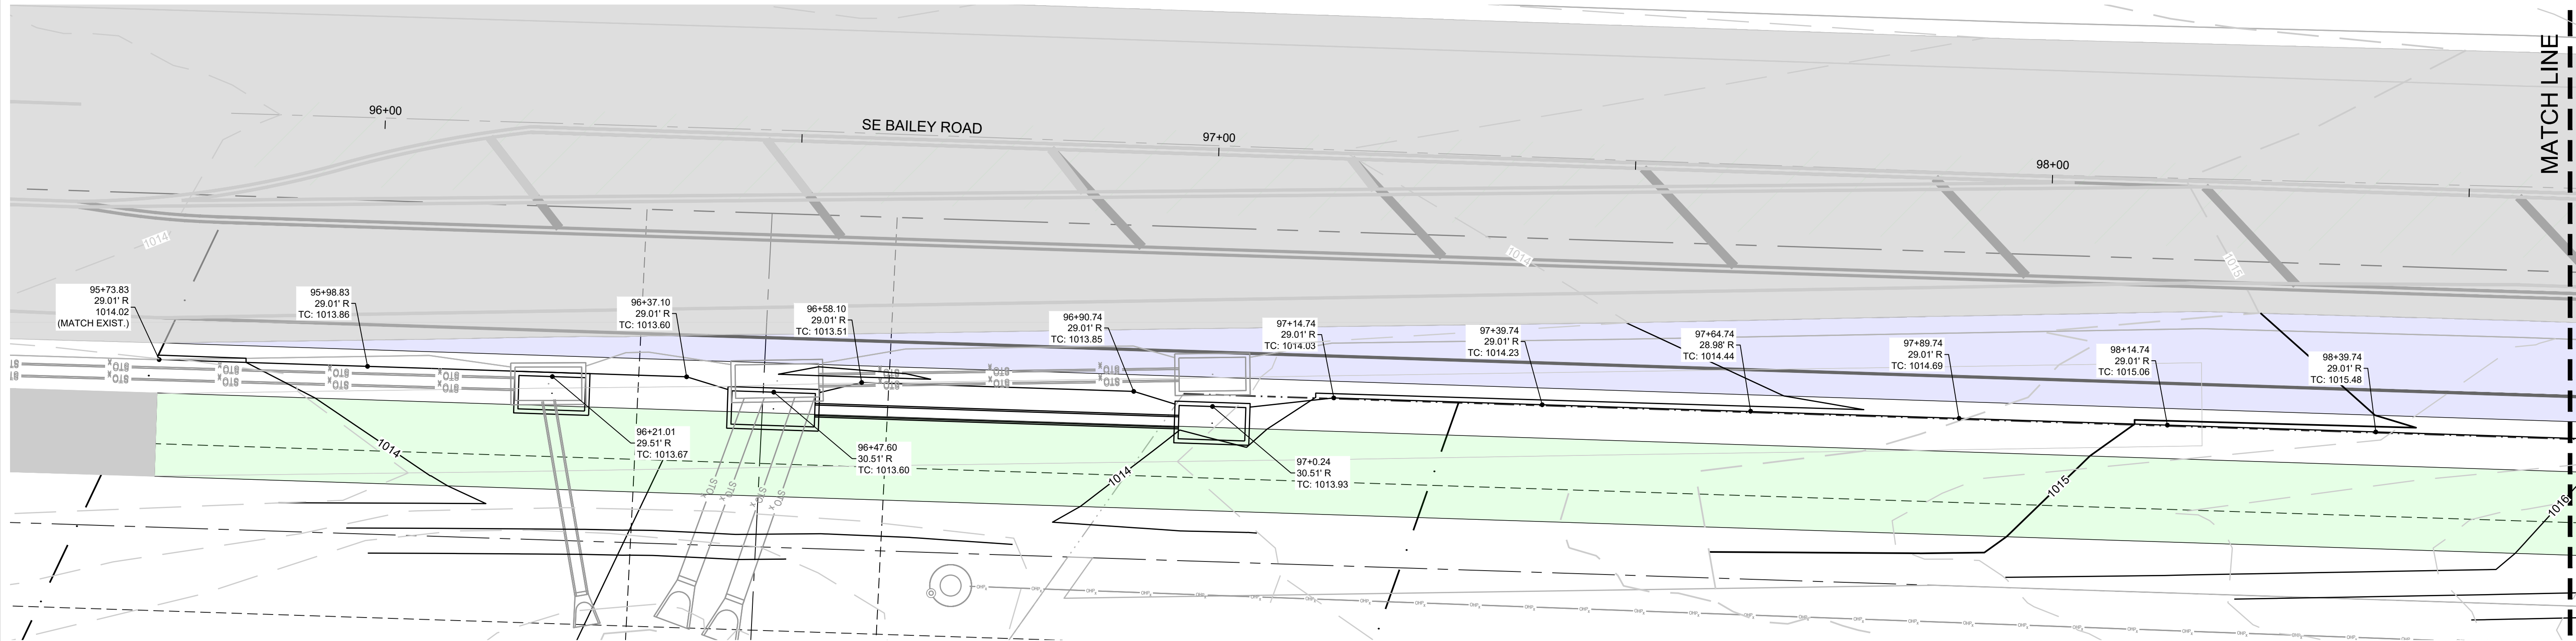 MATCH LINE
96+00
SE BAILEY ROAD
97+00
98+00
1014
1014
1015
95+73.83
29.01' R
1014.02
(MATCH EXIST.)
95+98.83
29.01' R
TC: 1013.86
96+37.10
29.01' R
TC: 1013.60
96+58.10
29.01' R
TC: 1013.51
96+90.74
29.01' R
TC: 1013.85
97+14.74
29.01' R
TC: 1014.03
97+39.74
29.01' R
TC: 1014.23
97+64.74
28.98' R
TC: 1014.44
97+89.74
29.01' R
TC: 1014.69
98+14.74
29.01' R
TC: 1015.06
98+39.74
29.01' R
TC: 1015.48
96+21.01
29.51' R
TC: 1013.67
96+47.60
30.51' R
TC: 1013.60
97+0.24
30.51' R
TC: 1013.93
1014
1014
1015
1016